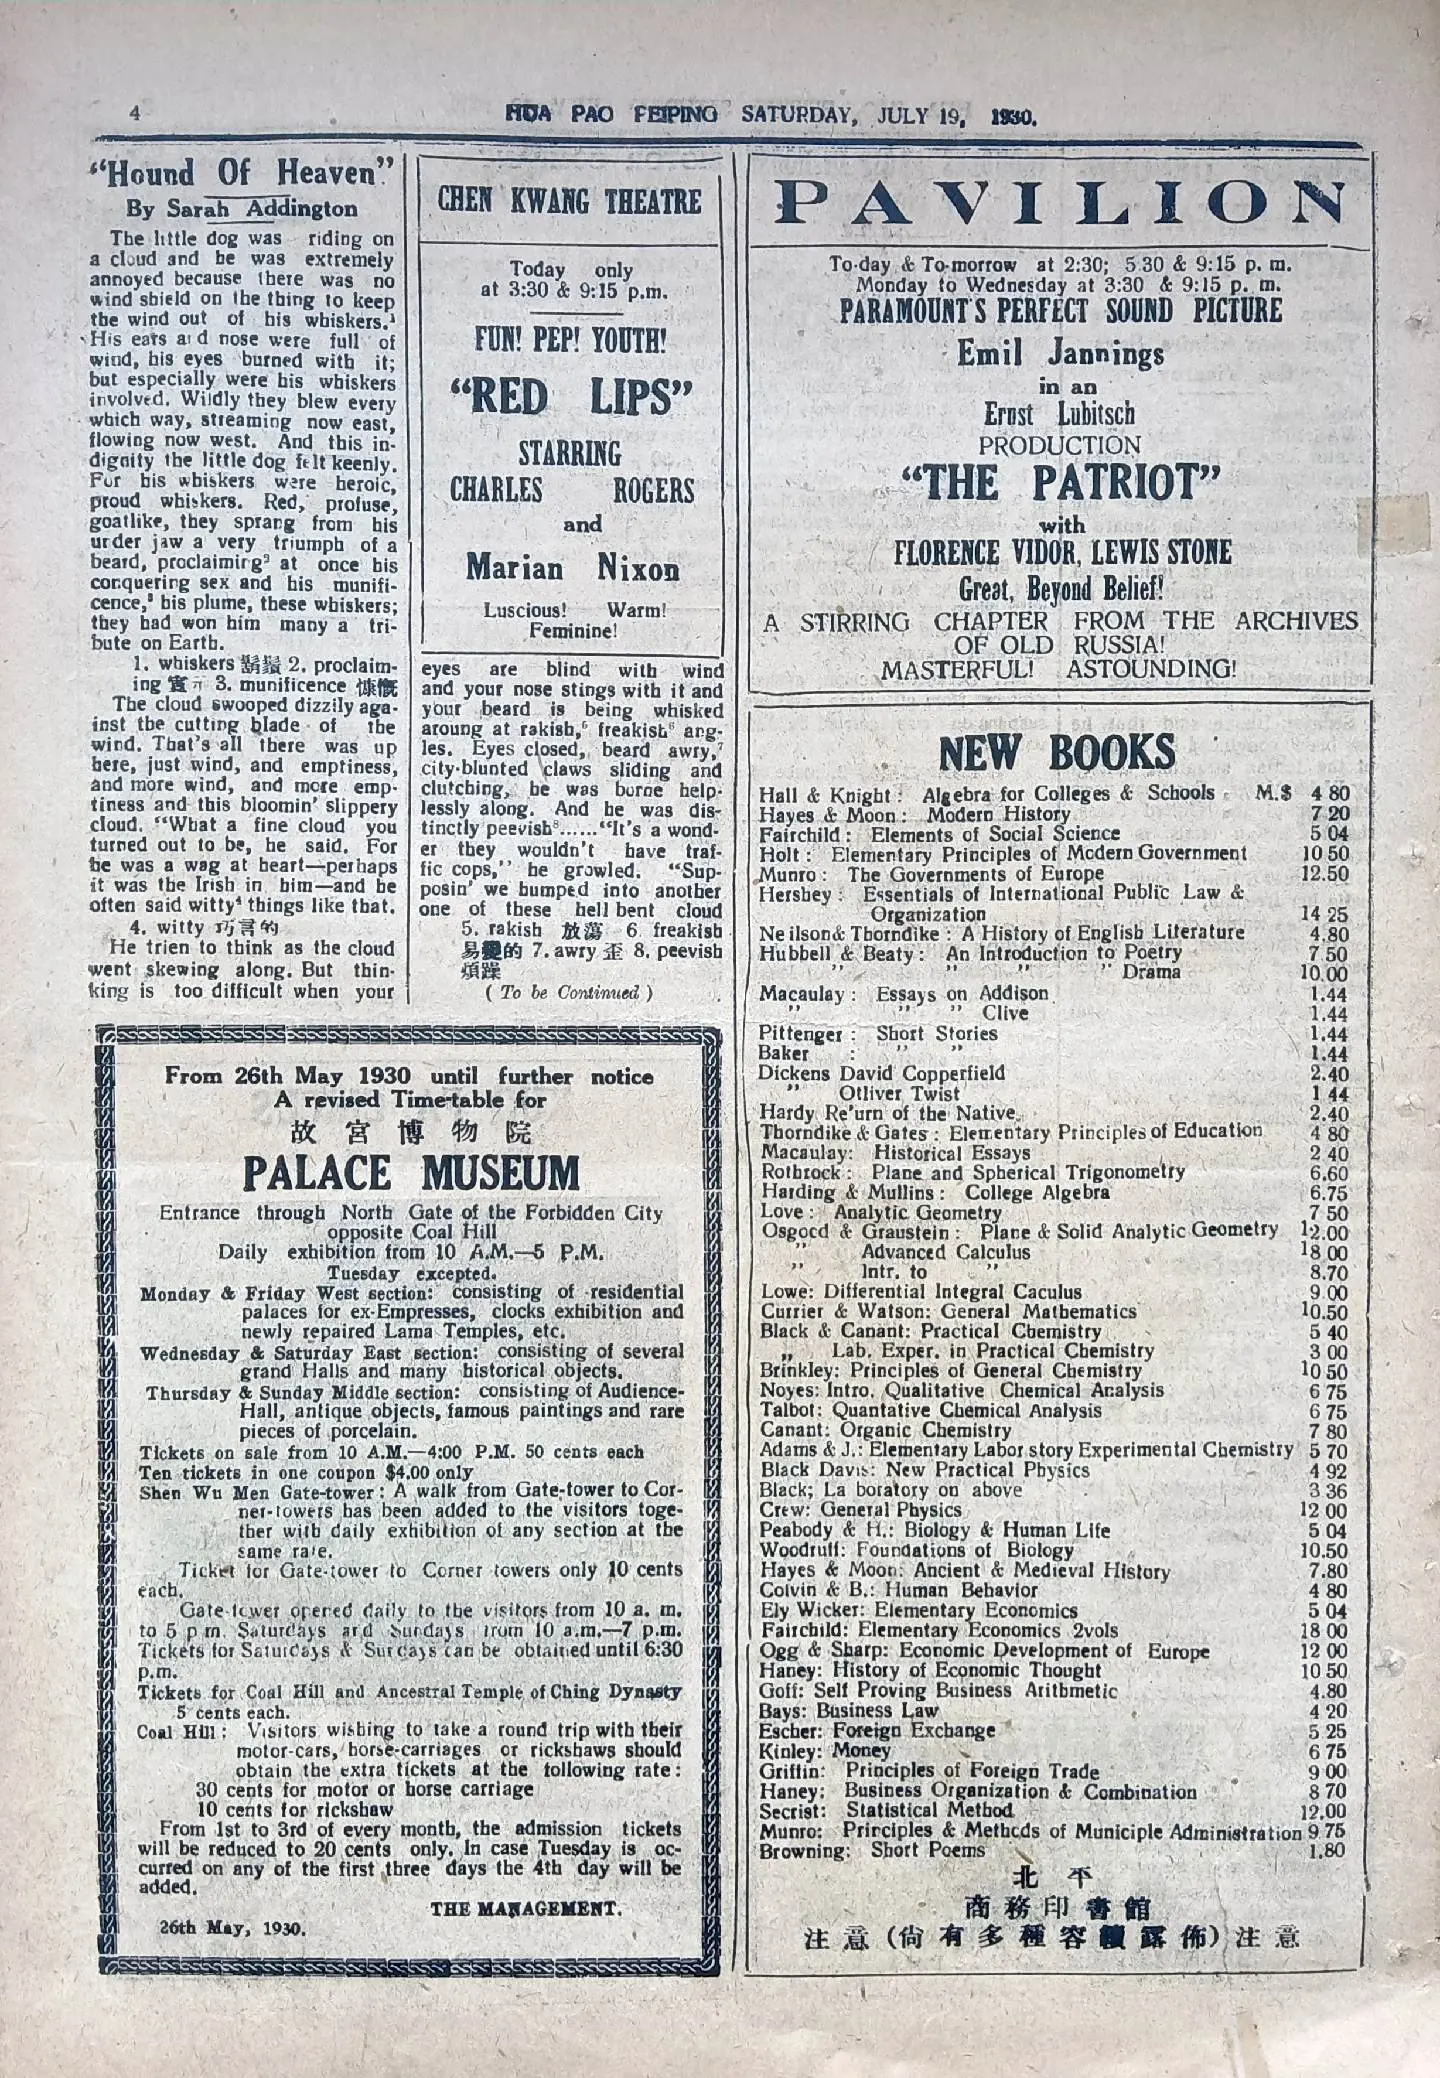 4
HUA PAO PEIPING SATURDAY, JULY 19, 1930.
“Hound Of Heaven”
By Sarah Addington
The little dog was riding on
a cloud and he was extremely
annoyed because there was no
wind shield on the thing to keep
the wind out of his whiskers.¹
His ears and nose were full of
wind, his eyes burned with it;
but especially were his whiskers
involved. Wildly they blew every
which way, streaming now east,
flowing now west. And this in-
dignity the little dog felt keenly.
For his whiskers were heroic,
proud whiskers. Red, profuse,
goatlike, they sprang from his
under jaw a very triumph of a
beard, proclaiming² at once his
conquering sex and his munifi-
cence,³ his plume, these whiskers;
they had won him many a tri-
bute on Earth.
1. whiskers 鬍鬚 2. proclaim-
ing 宣示 3. munificence 慷慨
The cloud swooped dizzily aga-
inst the cutting blade of the
wind. That's all there was up
here, just wind, and emptiness,
and more wind, and more emp-
tiness and this bloomin’ slippery
cloud. “What a fine cloud you
turned out to be, he said. For
he was a wag at heart—perhaps
it was the Irish in him—and he
often said witty⁴ things like that.
4. witty 巧言的
He trien to think as the cloud
went skewing along. But thin-
king is too difficult when your
CHEN KWANG THEATRE
Today only
at 3:30 & 9:15 p.m.
FUN! PEP! YOUTH!
“RED LIPS”
STARRING
CHARLES ROGERS
and
Marian Nixon
Luscious! Warm!
Feminine!
eyes are blind with wind
and your nose stings with it and
your beard is being whisked
aroung at rakish,⁵ freakish⁶ ang-
les. Eyes closed, beard awry,⁷
city-blunted claws sliding and
clutching, he was borne help-
lessly along. And he was dis-
tinctly peevish⁸......“It's a wond-
er they wouldn't have traf-
fic cops,” he growled. “Sup-
posin’ we bumped into another
one of these hell bent cloud
5. rakish 放蕩 6. freakish
易變的 7. awry 歪 8. peevish
煩躁
( To be Continued )
From 26th May 1930 until further notice
A revised Time-table for
故宮博物院
PALACE MUSEUM
Entrance through North Gate of the Forbidden City
opposite Coal Hill
Daily exhibition from 10 A.M.—5 P.M.
Tuesday excepted.
Monday & Friday West section: consisting of residential
palaces for ex-Empresses, clocks exhibition and
newly repaired Lama Temples, etc.
Wednesday & Saturday East section: consisting of several
grand Halls and many historical objects.
Thursday & Sunday Middle section: consisting of Audience-
Hall, antique objects, famous paintings and rare
pieces of porcelain.
Tickets on sale from 10 A.M.—4:00 P.M. 50 cents each
Ten tickets in one coupon $4.00 only
Shen Wu Men Gate-tower : A walk from Gate-tower to Cor-
ner-towers has been added to the visitors toge-
ther with daily exhibition of any section at the
same rate.
Ticket for Gate-tower to Corner towers only 10 cents
each.
Gate-tower opened daily to the visitors from 10 a. m.
to 5 p m. Saturdays and Sundays from 10 a.m.—7 p.m.
Tickets for Saturdays & Sundays can be obtained until 6:30
p.m.
Tickets for Coal Hill and Ancestral Temple of Ching Dynasty
5 cents each.
Coal Hill : Visitors wishing to take a round trip with their
motor-cars, horse-carriages or rickshaws should
obtain the extra tickets at the following rate :
30 cents for motor or horse carriage
10 cents for rickshaw
From 1st to 3rd of every month, the admission tickets
will be reduced to 20 cents only. In case Tuesday is oc-
curred on any of the first three days the 4th day will be
added.
THE MANAGEMENT.
26th May, 1930.
PAVILION
To-day & To-morrow at 2:30; 5 30 & 9:15 p. m.
Monday to Wednesday at 3:30 & 9:15 p. m.
PARAMOUNT'S PERFECT SOUND PICTURE
Emil Jannings
in an
Ernst Lubitsch
PRODUCTION
“THE PATRIOT”
with
FLORENCE VIDOR, LEWIS STONE
Great, Beyond Belief!
A STIRRING CHAPTER FROM THE ARCHIVES
OF OLD RUSSIA!
MASTERFUL! ASTOUNDING!
NEW BOOKS
Hall & Knight : Algebra for Colleges & Schools M.$ 4 80
Hayes & Moon : Modern History 7 20
Fairchild : Elements of Social Science 5 04
Holt : Elementary Principles of Modern Government 10 50
Munro : The Governments of Europe 12.50
Hershey : Essentials of International Public Law &
Organization 14 25
Neilson & Thorndike : A History of English Literature 4.80
Hubbell & Beaty : An Introduction to Poetry 7.50
” ” ” ” Drama 10.00
Macaulay : Essays on Addison 1.44
” ” ” Clive 1.44
Pittenger : Short Stories 1.44
Baker : ” ” 1.44
Dickens David Copperfield 2.40
” Otliver Twist 1 44
Hardy Re'urn of the Native 2.40
Thorndike & Gates : Elementary Principles of Education 4 80
Macaulay: Historical Essays 2 40
Rothrock : Plane and Spherical Trigonometry 6.60
Harding & Mullins : College Algebra 6.75
Love : Analytic Geometry 7 50
Osgood & Graustein : Plane & Solid Analytic Geometry 12.00
” Advanced Calculus 18 00
” Intr. to ” 8.70
Lowe: Differential Integral Caculus 9.00
Currier & Watson: General Mathematics 10.50
Black & Canant: Practical Chemistry 5 40
„ Lab. Exper. in Practical Chemistry 3 00
Brinkley: Principles of General Chemistry 10 50
Noyes: Intro. Qualitative Chemical Analysis 6 75
Talbot: Quantative Chemical Analysis 6 75
Canant: Organic Chemistry 7 80
Adams & J.: Elementary Labor story Experimental Chemistry 5 70
Black Davis: New Practical Physics 4 92
Black; La boratory on above 3 36
Crew: General Physics 12 00
Peabody & H.: Biology & Human Life 5 04
Woodruff: Foundations of Biology 10.50
Hayes & Moon: Ancient & Medieval History 7.80
Colvin & B.: Human Behavior 4 80
Ely Wicker: Elementary Economics 5 04
Fairchild: Elementary Economics 2vols 18 00
Ogg & Sharp: Economic Development of Europe 12 00
Haney: History of Economic Thought 10 50
Goff: Self Proving Business Arithmetic 4.80
Bays: Business Law 4 20
Escher: Foreign Exchange 5 25
Kinley: Money 6 75
Griffin: Principles of Foreign Trade 9 00
Haney: Business Organization & Combination 8 70
Secrist: Statistical Method 12.00
Munro: Principles & Methods of Municiple Administration 9 75
Browning: Short Poems 1.80
北平
商務印書館
注意(尙有多種容續露佈)注意